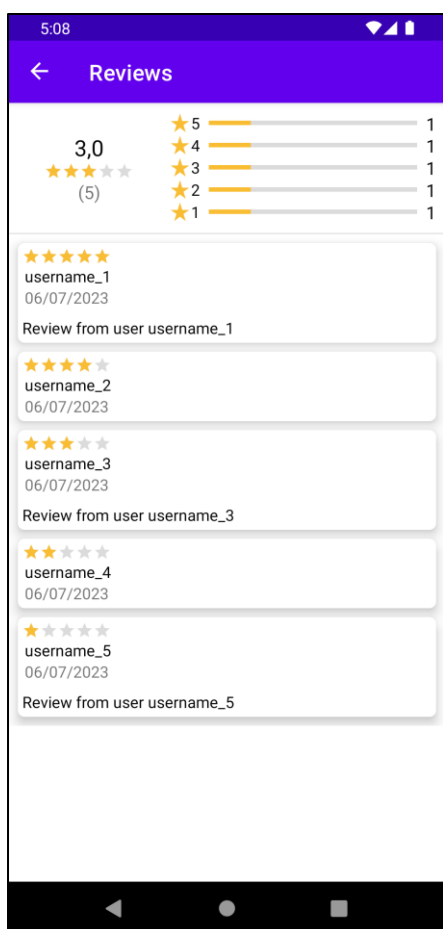 5:08
Reviews
3,0
(5)
5 1
4 1
3 1
2 1
1 1
username_1
06/07/2023
Review from user username_1
username_2
06/07/2023
username_3
06/07/2023
Review from user username_3
username_4
06/07/2023
username_5
06/07/2023
Review from user username_5